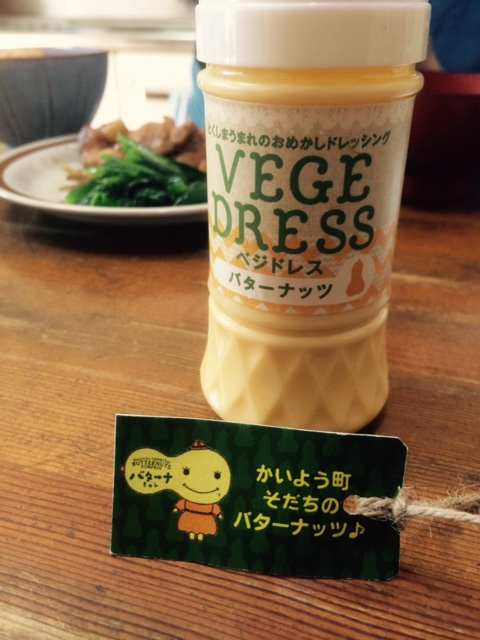 とくしまうまれのおめかしドレッシング
VEGE
DRESS
ベジドレス
バターナッツ
BUTTERNUTS
バターナ
かいよう町
そだちの
バターナッツ♪